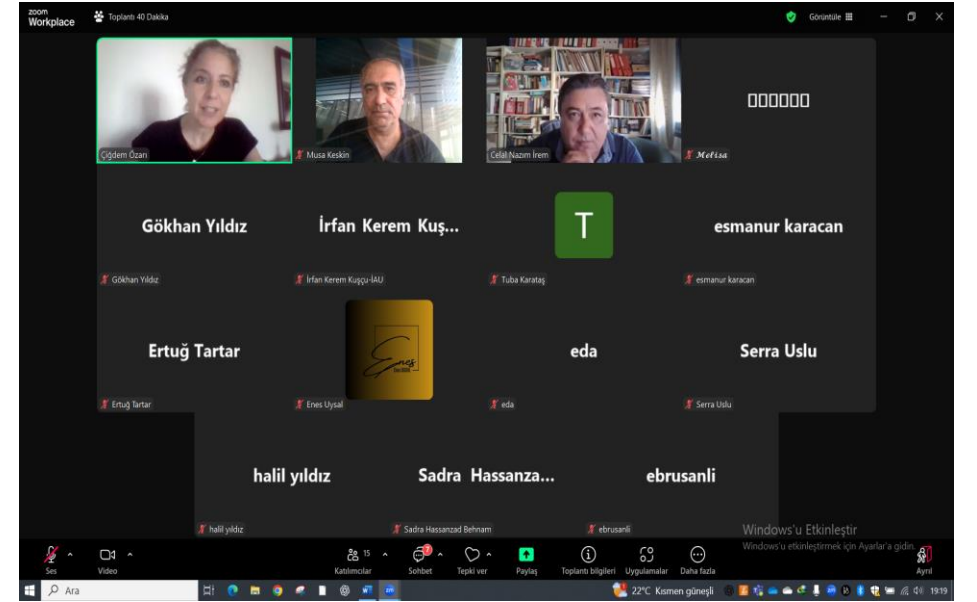 zoom
Workplace
Toplantı 40 Dakika
Görüntüle
Çiğdem Özarı
Musa Keskin
Celal Nazım İrem
𝓜𝓮𝓵𝓲𝓼𝓪
Gökhan Yıldız
İrfan Kerem Kuş...
T
esmanur karacan
Gökhan Yıldız
İrfan Kerem Kuşçu-İAU
Tuba Karataş
esmanur karacan
Ertuğ Tartar
Enes
eda
Serra Uslu
Ertuğ Tartar
Enes Uysal
eda
Serra Uslu
halil yıldız
Sadra Hassanza...
ebrusanli
halil yıldız
Sadra Hassanzad Behnam
ebrusanli
Windows'u Etkinleştir
Windows'u etkinleştirmek için Ayarlar'a gidin.
Ses
Video
15
Katılımcılar
Sohbet
Tepki ver
Paylaş
Toplantı bilgileri
Uygulamalar
Daha fazla
Ayrıl
Ara
22°C Kısmen güneşli
19:19